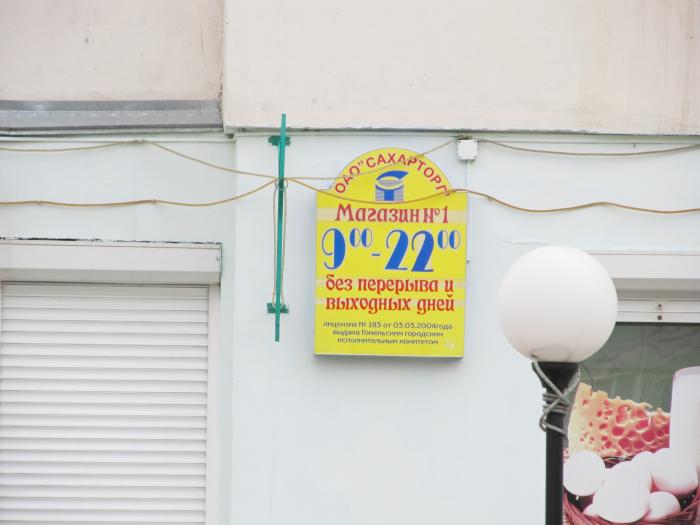 ОАО "САХАРТОРГ"
Магазин №1
9⁰⁰-22⁰⁰
без перерыва и
выходных дней
лицензия № 183 от 03.03.2004года
выдана Гомельским городским
исполнительным комитетом